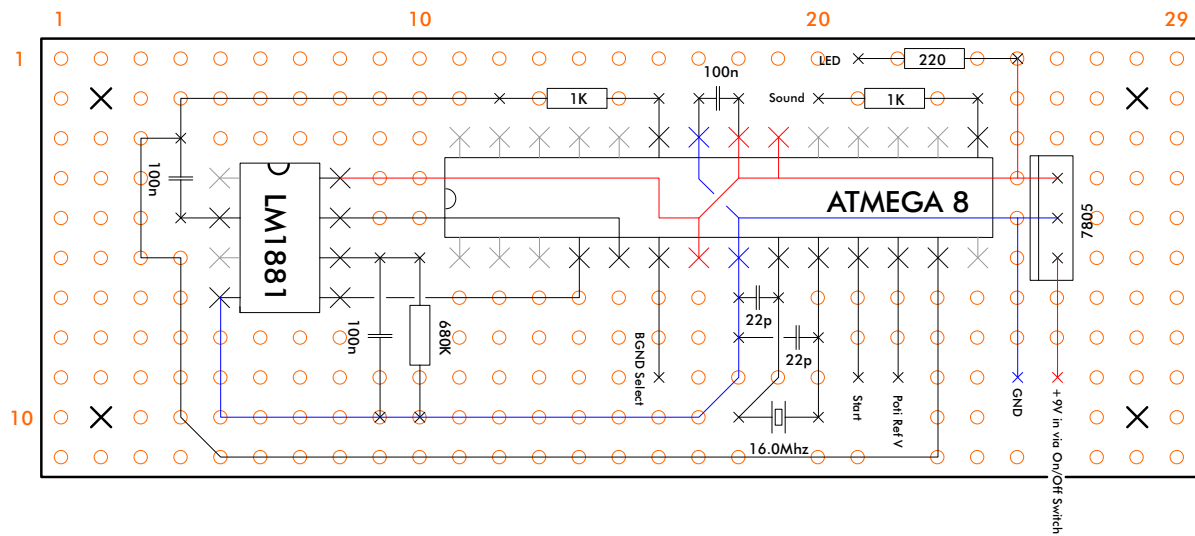 1
10
20
29
1
LED
220
100n
1K
Sound
1K
100n
LM1881
ATMEGA 8
7805
22p
100n
680K
22p
BGND Select
Start
Poti Ref V
GND
+9V in via On/Off Switch
10
16.0Mhz